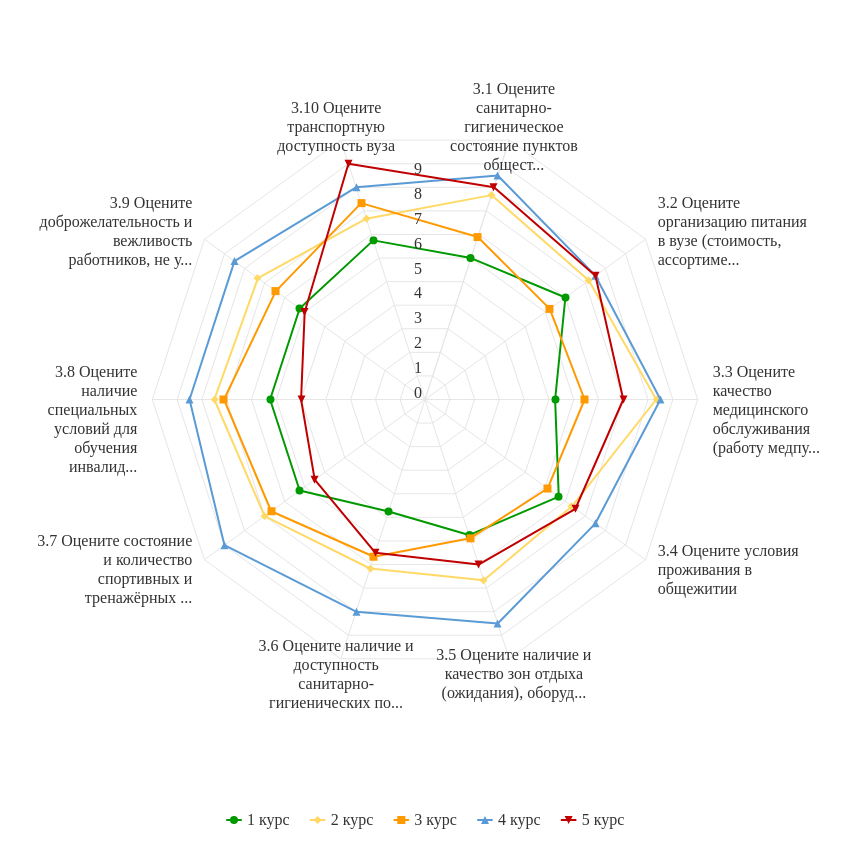 3.1 Оцените
санитарно-
гигиеническое
состояние пунктов
общест...
3.10 Оцените
транспортную
доступность вуза
3.9 Оцените
доброжелательность и
вежливость
работников, не у...
3.2 Оцените
организацию питания
в вузе (стоимость,
ассортиме...
9
8
7
6
5
4
3
2
1
0
3.8 Оцените
наличие
специальных
условий для
обучения
инвалид...
3.3 Оцените
качество
медицинского
обслуживания
(работу медпу...
3.7 Оцените состояние
и количество
спортивных и
тренажёрных ...
3.4 Оцените условия
проживания в
общежитии
3.6 Оцените наличие и
доступность
санитарно-
гигиенических по...
3.5 Оцените наличие и
качество зон отдыха
(ожидания), оборуд...
1 курс 2 курс 3 курс 4 курс 5 курс